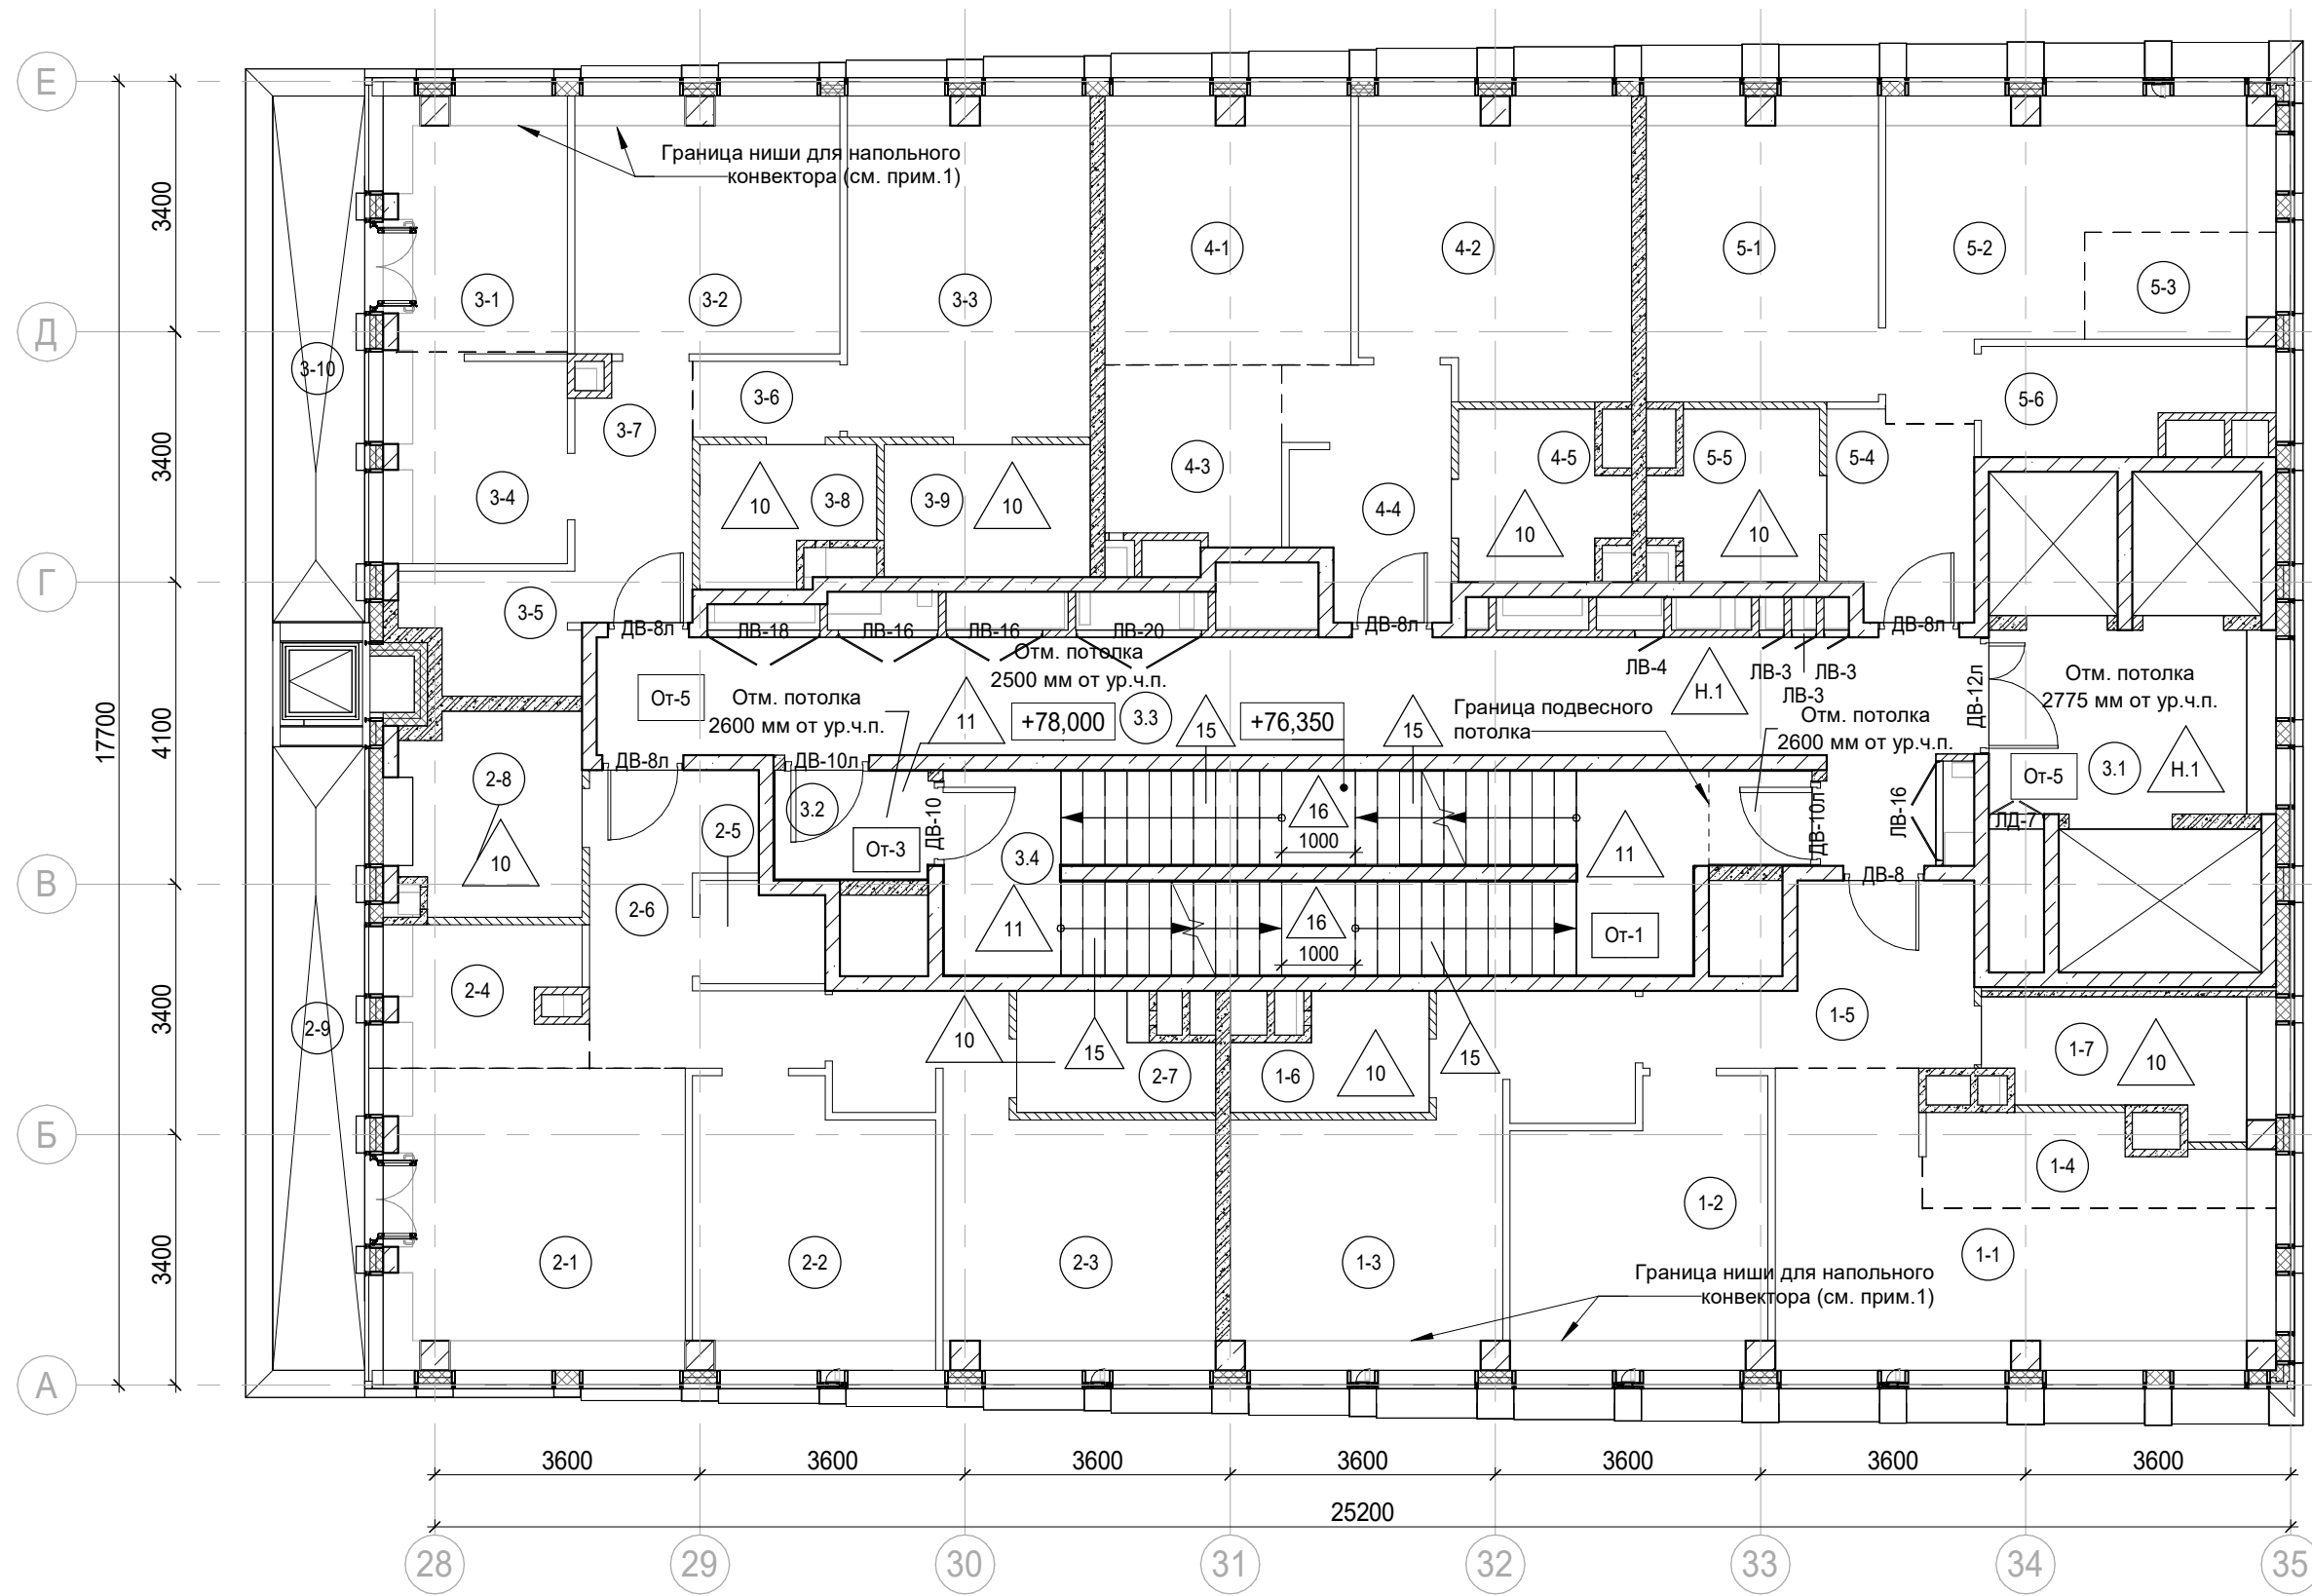 Е
3400
Граница ниши для напольного
конвектора (см. прим.1)
4-1
4-2
5-1
5-2
5-3
3-1
3-2
3-3
Д
3-10
3-6
5-6
3400
3-7
4-3
4-5
5-5
5-4
3-4
10
3-8
3-9
10
4-4
10
10
Г
3-5
ДВ-8л
ЛВ-18
ЛВ-16
ЛВ-16
ЛВ-20
ДВ-8л
ДВ-8л
Отм. потолка
2500 мм от ур.ч.п.
ЛВ-4
ЛВ-3
ЛВ-3
ЛВ-3
Отм. потолка
2775 мм от ур.ч.п.
От-5
Отм. потолка
2600 мм от ур.ч.п.
11
+78,000
3.3
15
+76,350
15
Граница подвесного
потолка
Н.1
Отм. потолка
2600 мм от ур.ч.п.
ДВ-12л
17700
4100
ДВ-8л
ДВ-10л
От-5
3.1
Н.1
2-8
10
2-5
3.2
От-3
ДВ-10
3.4
16
1000
11
ДВ-10л
ЛВ-16
ЛД-7
В
2-6
11
16
1000
От-1
ДВ-8
2-4
3400
2-9
10
15
2-7
1-6
10
15
1-5
1-7
10
Б
1-4
1-2
3400
2-1
2-2
2-3
1-3
1-1
Граница ниши для напольного
конвектора (см. прим.1)
А
3600
3600
3600
3600
3600
3600
3600
25200
28
29
30
31
32
33
34
35